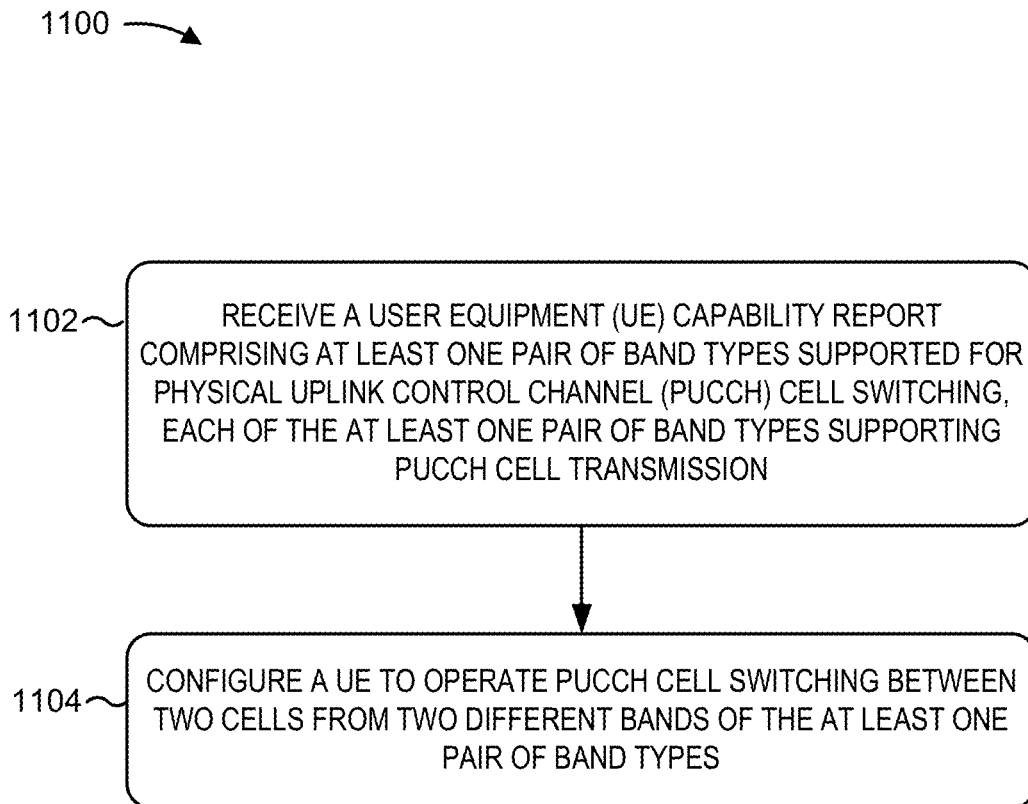 1100
1102
RECEIVE A USER EQUIPMENT (UE) CAPABILITY REPORT
COMPRISING AT LEAST ONE PAIR OF BAND TYPES SUPPORTED FOR
PHYSICAL UPLINK CONTROL CHANNEL (PUCCH) CELL SWITCHING,
EACH OF THE AT LEAST ONE PAIR OF BAND TYPES SUPPORTING
PUCCH CELL TRANSMISSION
1104
CONFIGURE A UE TO OPERATE PUCCH CELL SWITCHING BETWEEN
TWO CELLS FROM TWO DIFFERENT BANDS OF THE AT LEAST ONE
PAIR OF BAND TYPES